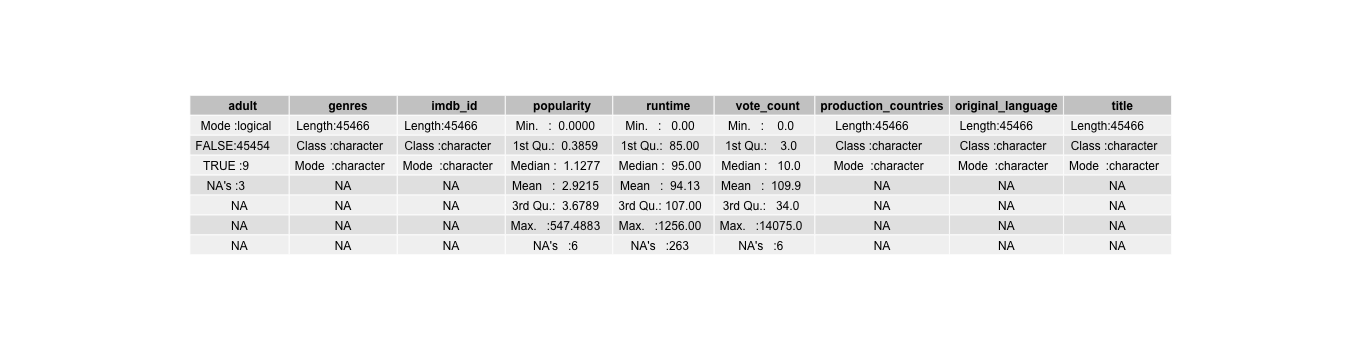 adult genres imdb_id popularity runtime vote_count production_countries original_language title
Mode :logical Length:45466 Length:45466 Min. : 0.0000 Min. : 0.00 Min. : 0.0 Length:45466 Length:45466 Length:45466
FALSE:45454 Class :character Class :character 1st Qu.: 0.3859 1st Qu.: 85.00 1st Qu.: 3.0 Class :character Class :character Class :character
TRUE :9 Mode :character Mode :character Median : 1.1277 Median : 95.00 Median : 10.0 Mode :character Mode :character Mode :character
NA's :3 NA NA Mean : 2.9215 Mean : 94.13 Mean : 109.9 NA NA NA
NA NA NA 3rd Qu.: 3.6789 3rd Qu.: 107.00 3rd Qu.: 34.0 NA NA NA
NA NA NA Max. :547.4883 Max. :1256.00 Max. :14075.0 NA NA NA
NA NA NA NA's :6 NA's :263 NA's :6 NA NA NA